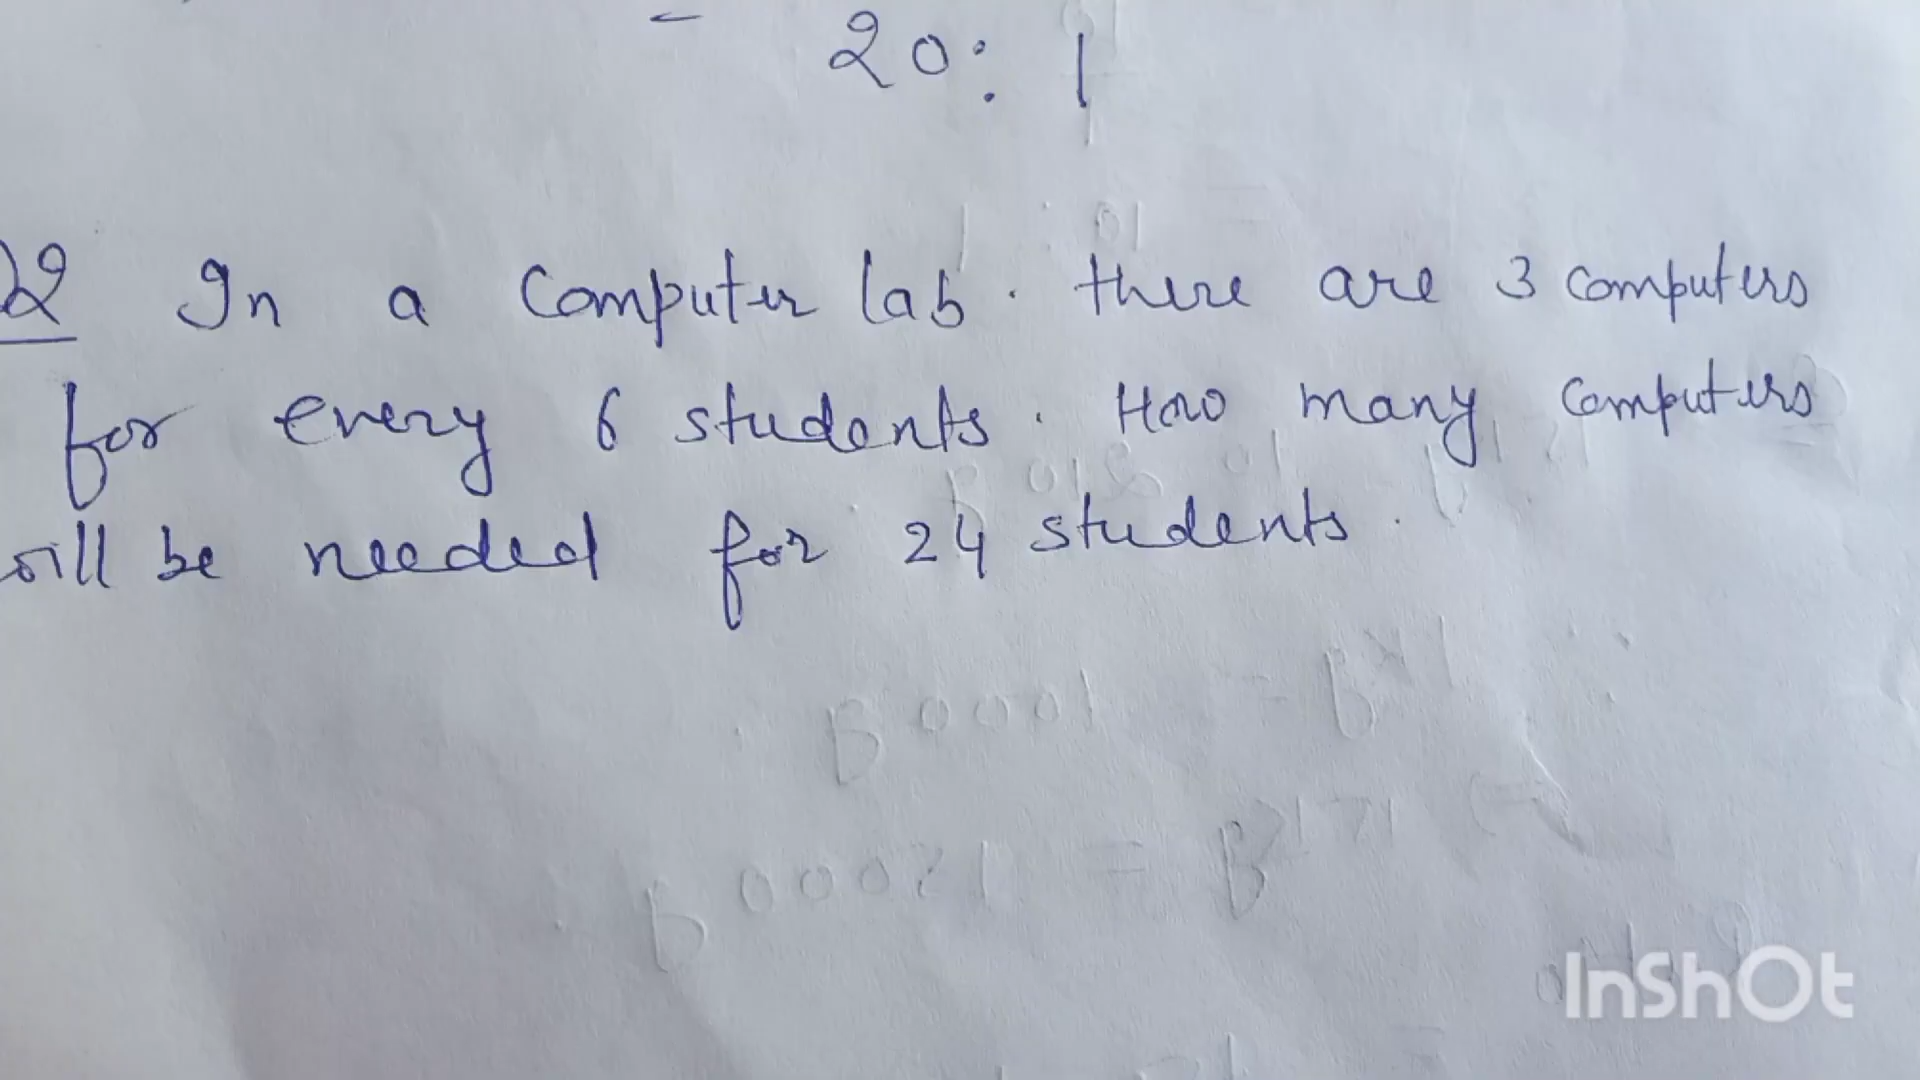 20: 1
Q2 In a Computer lab. there are 3 computers
for every 6 students. How many computers
will be needed for 24 students.
InShOt